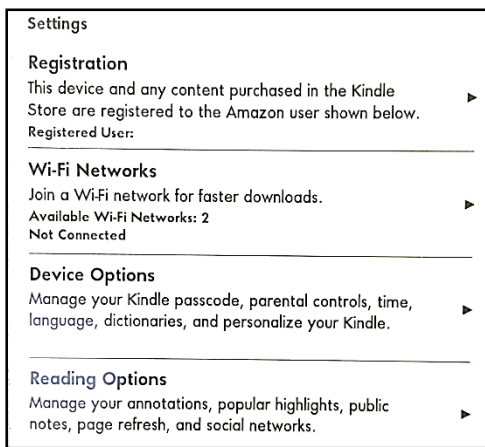 Settings
Registration
This device and any content purchased in the Kindle
Store are registered to the Amazon user shown below.
Registered User:
Wi-Fi Networks
Join a Wi-Fi network for faster downloads.
Available Wi-Fi Networks: 2
Not Connected
Device Options
Manage your Kindle passcode, parental controls, time,
language, dictionaries, and personalize your Kindle.
Reading Options
Manage your annotations, popular highlights, public
notes, page refresh, and social networks.